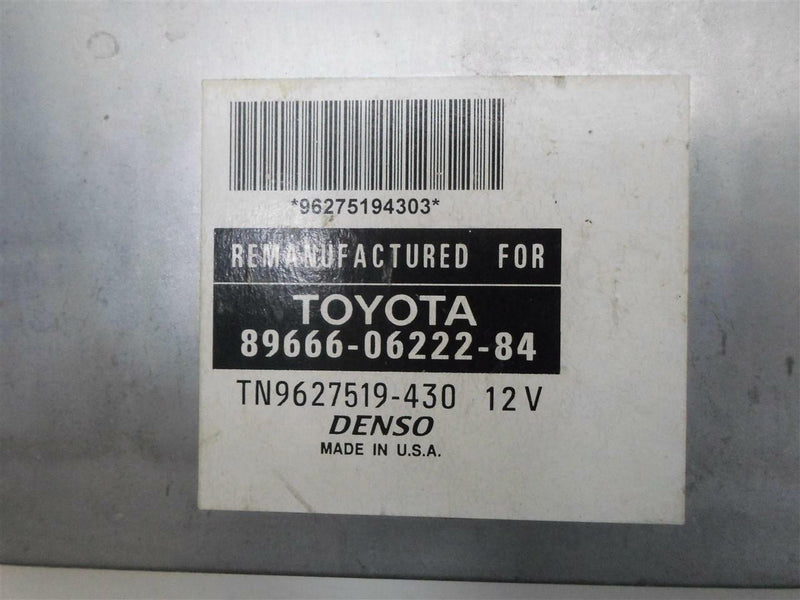 *96275194303*
REMANUFACTURED FOR
TOYOTA
89666-06222-84
TN9627519-430 12V
DENSO
MADE IN U.S.A.